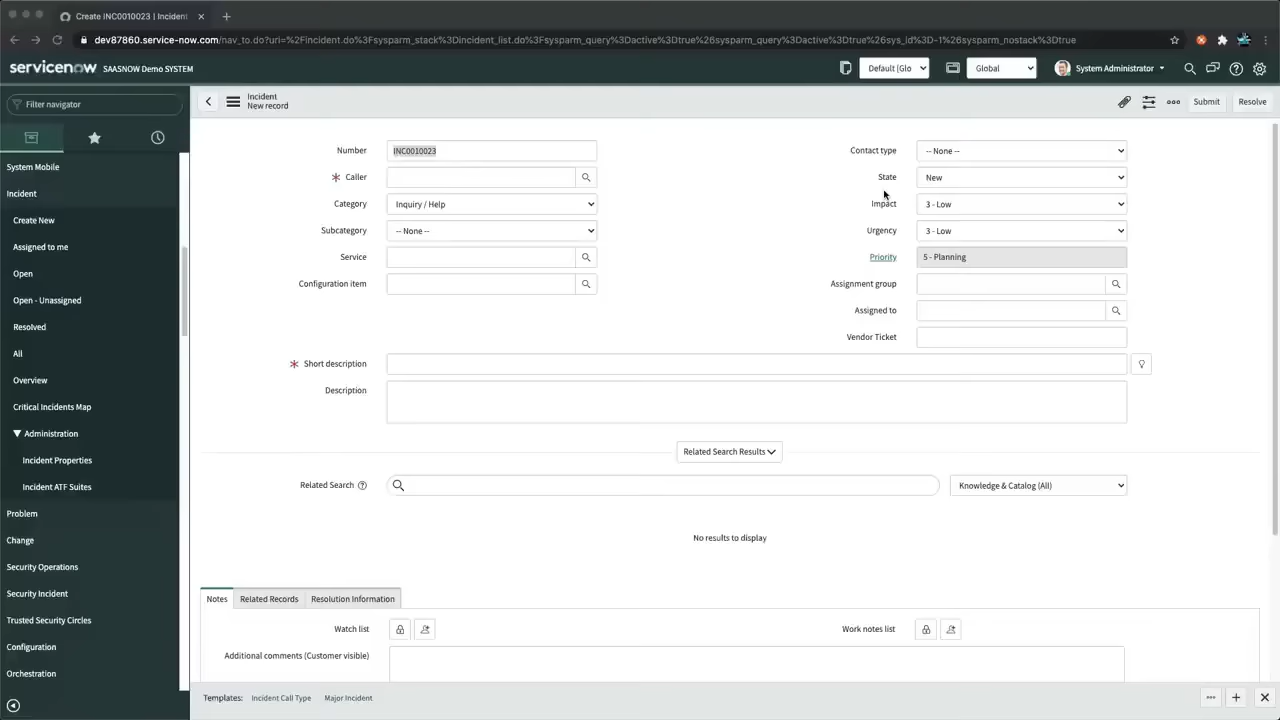 Create INC0010023 | Incident
dev87860.service-now.com/nav_to.do?uri=%2Fincident.do%3Fsysparm_stack%3Dincident_list.do%3Fsysparm_query%3Dactive%3Dtrue%26sysparm_query%3Dactive%3Dtrue%26sys_id%3D-1%26sysparm_nostack%3Dtrue
servicenow SAASNOW Demo SYSTEM
Default (Glo
Global
System Administrator
Filter navigator
Incident
New record
Submit
Resolve
System Mobile
Incident
Create New
Assigned to me
Open
Open - Unassigned
Resolved
All
Overview
Critical Incidents Map
Administration
Incident Properties
Incident ATF Suites
Problem
Change
Security Operations
Security Incident
Trusted Security Circles
Configuration
Orchestration
Number INC0010023
Caller
Category Inquiry / Help
Subcategory -- None --
Service
Configuration item
Contact type -- None --
State New
Impact 3 - Low
Urgency 3 - Low
Priority 5 - Planning
Assignment group
Assigned to
Vendor Ticket
Short description
Description
Related Search Results
Related Search Knowledge & Catalog (All)
No results to display
Notes Related Records Resolution Information
Watch list Work notes list
Additional comments (Customer visible)
Templates: Incident Call Type Major Incident